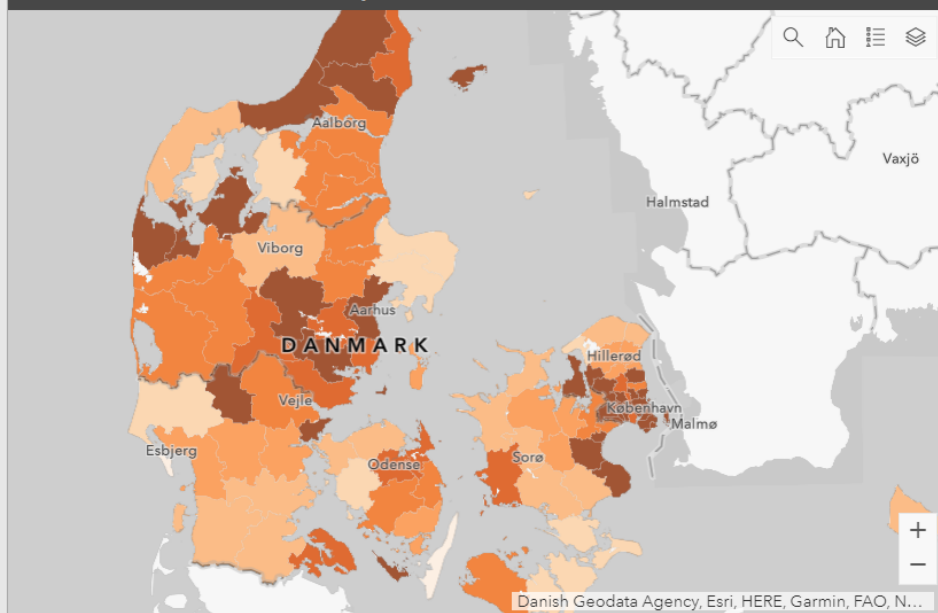 Aalborg
Vaxjö
Halmstad
Viborg
Aarhus
DANMARK
Hillerød
Vejle
København
Malmø
Esbjerg
Odense
Sorø
+
−
Danish Geodata Agency, Esri, HERE, Garmin, FAO, N...